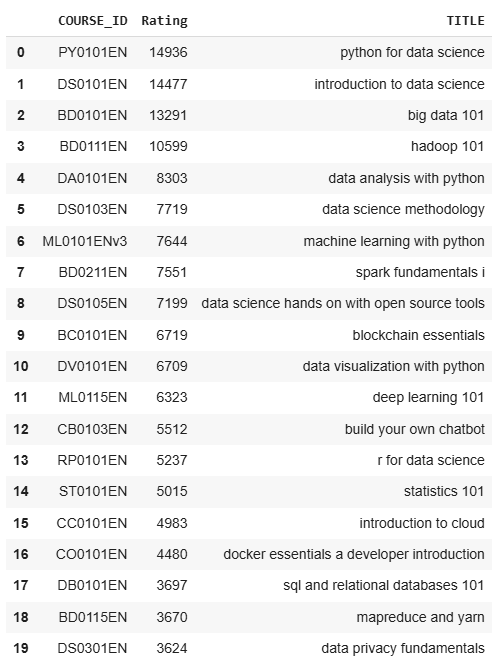 COURSE_ID Rating TITLE
0 PY0101EN 14936 python for data science
1 DS0101EN 14477 introduction to data science
2 BD0101EN 13291 big data 101
3 BD0111EN 10599 hadoop 101
4 DA0101EN 8303 data analysis with python
5 DS0103EN 7719 data science methodology
6 ML0101ENv3 7644 machine learning with python
7 BD0211EN 7551 spark fundamentals i
8 DS0105EN 7199 data science hands on with open source tools
9 BC0101EN 6719 blockchain essentials
10 DV0101EN 6709 data visualization with python
11 ML0115EN 6323 deep learning 101
12 CB0103EN 5512 build your own chatbot
13 RP0101EN 5237 r for data science
14 ST0101EN 5015 statistics 101
15 CC0101EN 4983 introduction to cloud
16 CO0101EN 4480 docker essentials a developer introduction
17 DB0101EN 3697 sql and relational databases 101
18 BD0115EN 3670 mapreduce and yarn
19 DS0301EN 3624 data privacy fundamentals